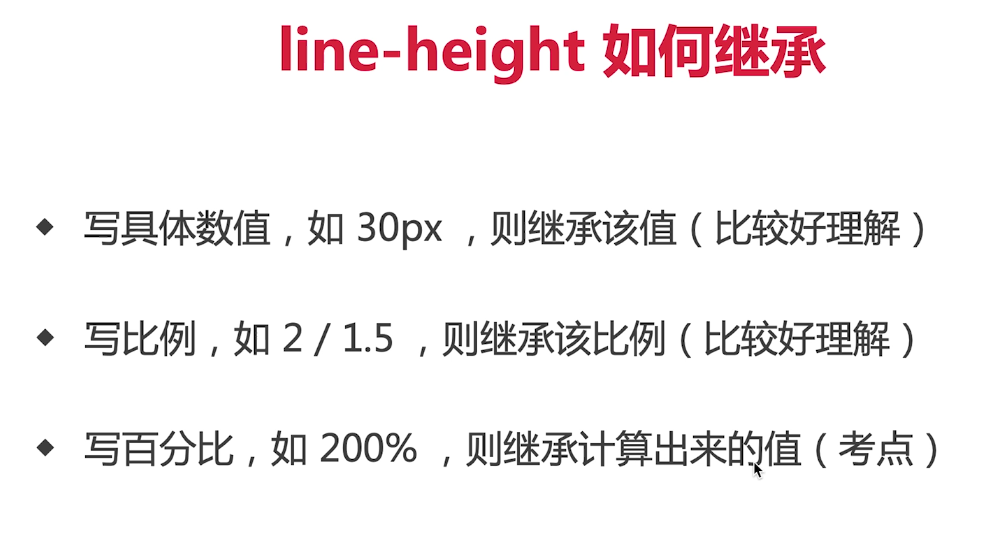 line-height 如何继承
◆ 写具体数值，如 30px ，则继承该值（比较好理解）
◆ 写比例，如 2 / 1.5 ，则继承该比例（比较好理解）
◆ 写百分比，如 200% ，则继承计算出来的值（考点）